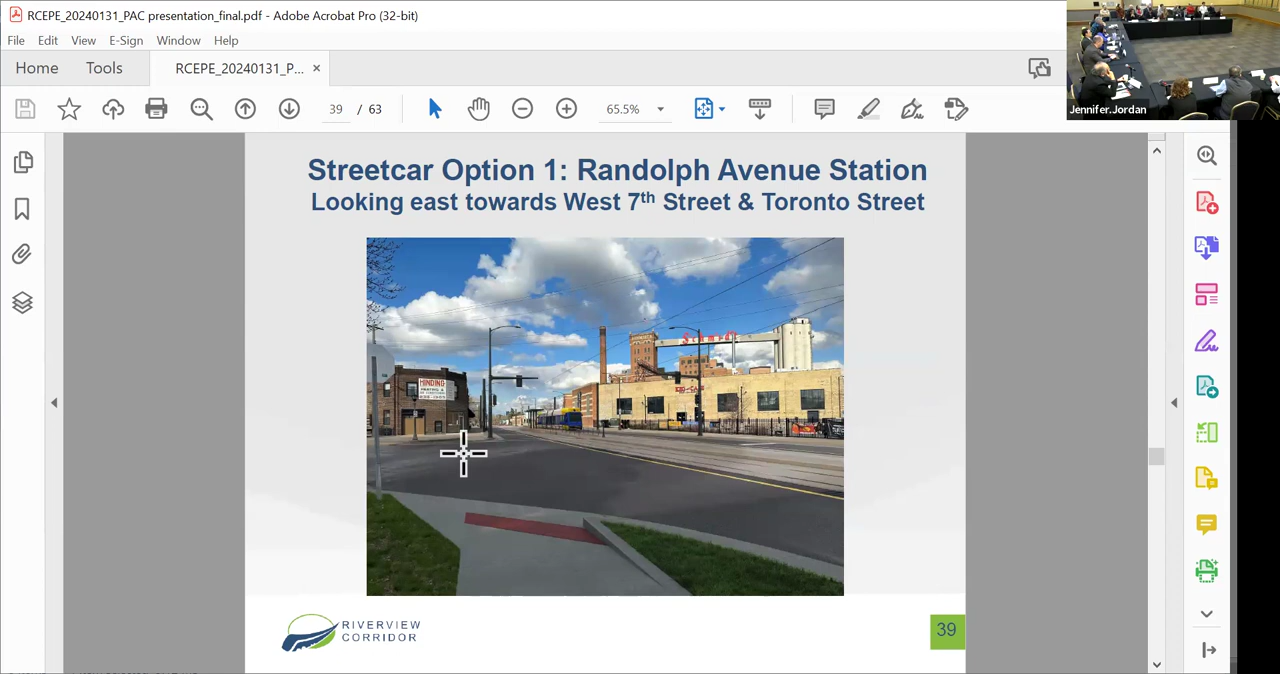 RCEPE_20240131_PAC presentation_final.pdf - Adobe Acrobat Pro (32-bit)
File Edit View E-Sign Window Help
Home Tools RCEPE_20240131_P... ×
39 / 63 65.5%
Jennifer.Jordan
Streetcar Option 1: Randolph Avenue Station
Looking east towards West 7th Street & Toronto Street
HINDING
RIVERVIEW
CORRIDOR
39